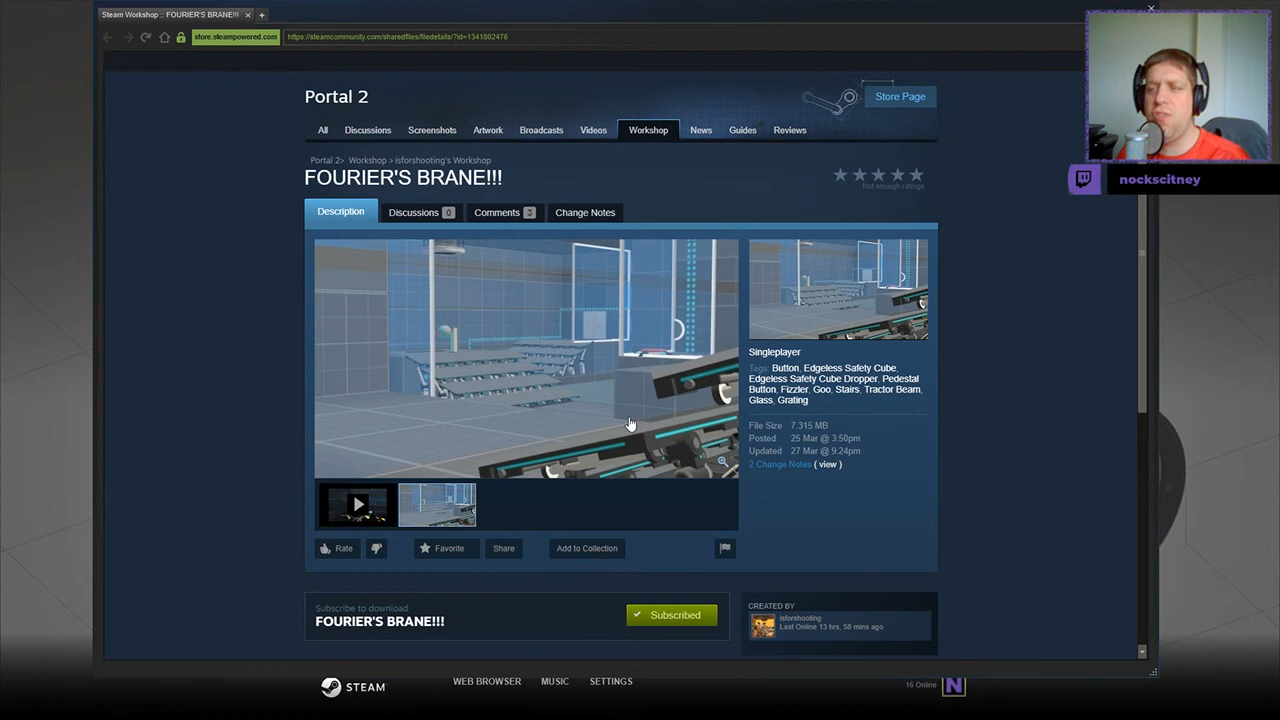 Steam Workshop :: FOURIER'S BRANE!!!
store.steampowered.com
https://steamcommunity.com/sharedfiles/filedetails/?id=1341802476
Portal 2
Store Page
All Discussions Screenshots Artwork Broadcasts Videos Workshop News Guides Reviews
Portal 2> Workshop > isforshooting's Workshop
FOURIER'S BRANE!!!
Not enough ratings
Description Discussions 0 Comments 3 Change Notes
Singleplayer
Tags: Button, Edgeless Safety Cube,
Edgeless Safety Cube Dropper, Pedestal
Button, Fizzler, Goo, Stairs, Tractor Beam,
Glass, Grating
File Size 7.315 MB
Posted 25 Mar @ 3:50pm
Updated 27 Mar @ 9:24pm
2 Change Notes ( view )
Rate Favorite Share Add to Collection
Subscribe to download
FOURIER'S BRANE!!!
Subscribed
CREATED BY
isforshooting
Last Online 13 hrs, 58 mins ago
STEAM
WEB BROWSER MUSIC SETTINGS
16 Online
N
nockscitney